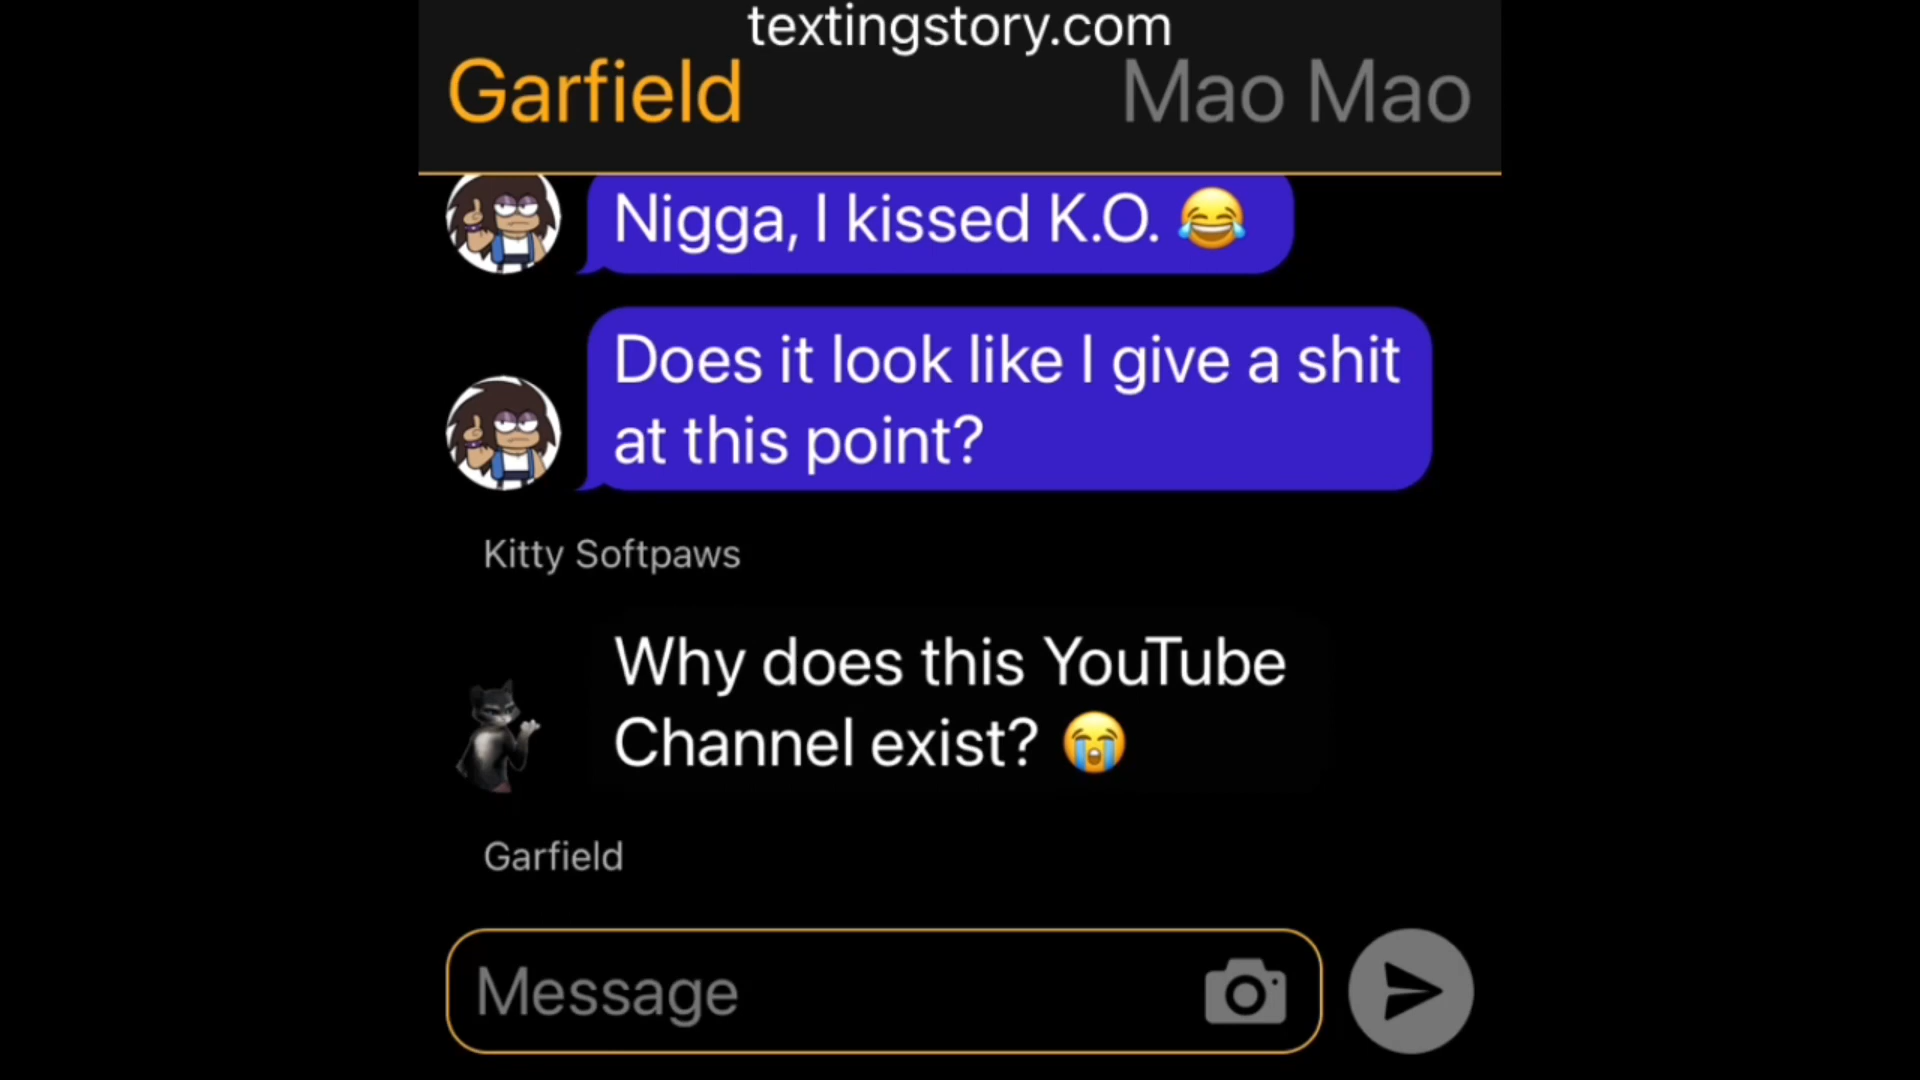 textingstory.com
Garfield
Mao Mao
Nigga, I kissed K.O. 😂
Does it look like I give a shit
at this point?
Kitty Softpaws
Why does this YouTube
Channel exist? 😭
Garfield
Message